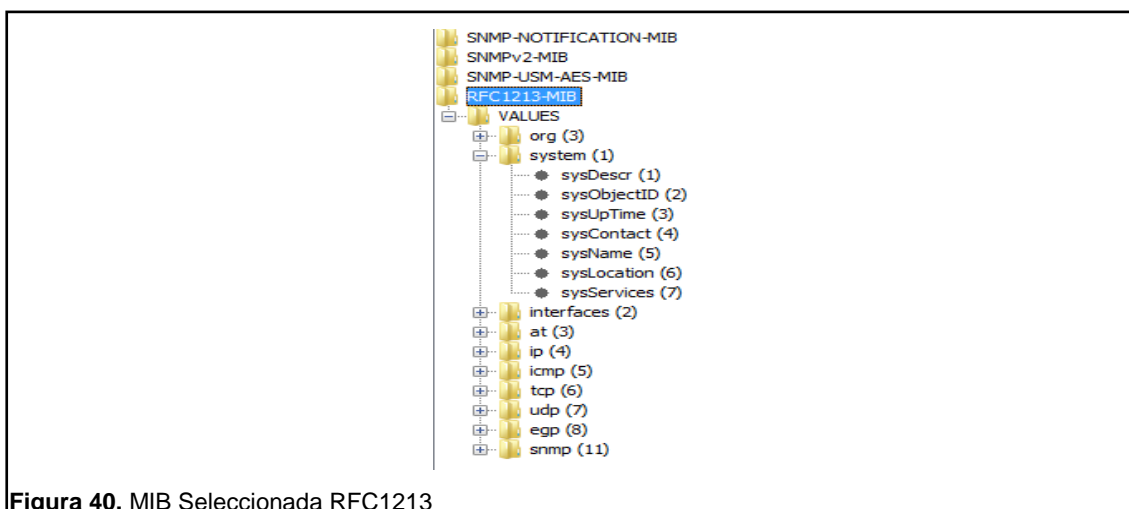 SNMP-NOTIFICATION-MIB
SNMPv2-MIB
SNMP-USM-AES-MIB
RFC1213-MIB
VALUES
org (3)
system (1)
sysDescr (1)
sysObjectID (2)
sysUpTime (3)
sysContact (4)
sysName (5)
sysLocation (6)
sysServices (7)
interfaces (2)
at (3)
ip (4)
icmp (5)
tcp (6)
udp (7)
egp (8)
snmp (11)
Figura 40. MIB Seleccionada RFC1213